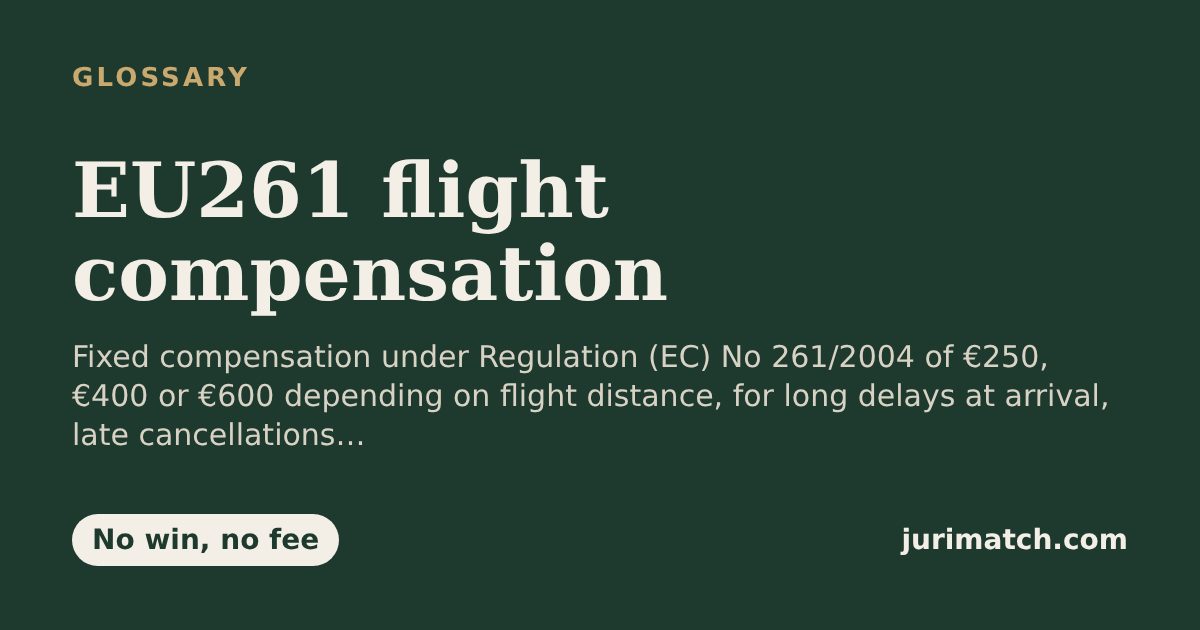 GLOSSARY
EU261 flight
compensation
Fixed compensation under Regulation (EC) No 261/2004 of €250,
€400 or €600 depending on flight distance, for long delays at arrival,
late cancellations…
No win, no fee
jurimatch.com